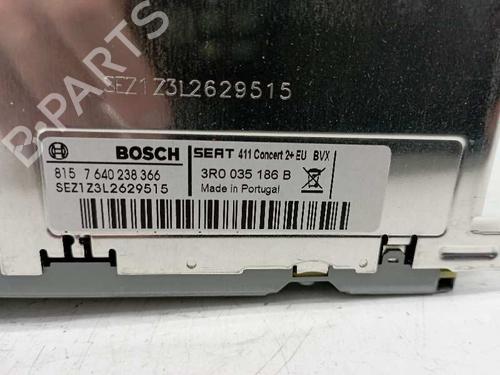 B-PARTS
SEZ1Z3L2629515
BOSCH SEAT 411 Concert 2+ EU BVX
815 7 640 238 366 3R0 035 186 B
SEZ1Z3L2629515 Made in Portugal